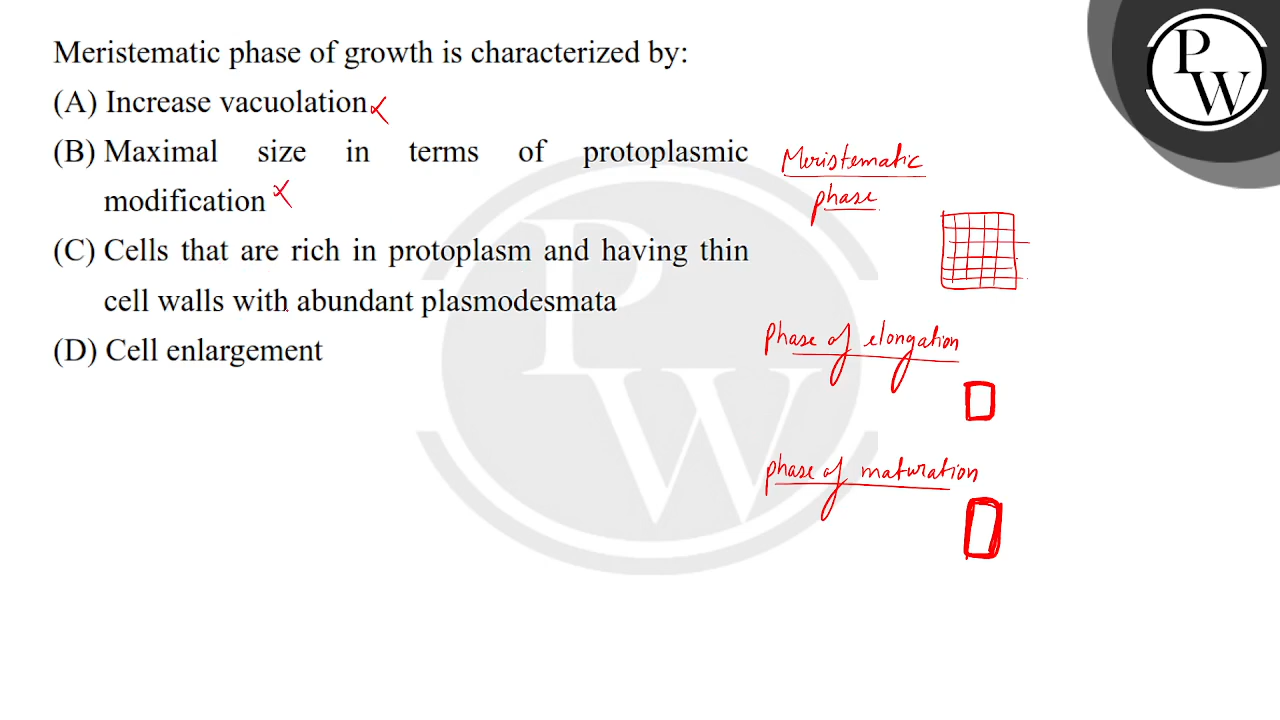 Meristematic phase of growth is characterized by:
(A) Increase vacuolation
(B) Maximal size in terms of protoplasmic
modification
(C) Cells that are rich in protoplasm and having thin
cell walls with abundant plasmodesmata
(D) Cell enlargement
Meristematic
phase
Phase of elongation
phase of maturation
P
W
P
W